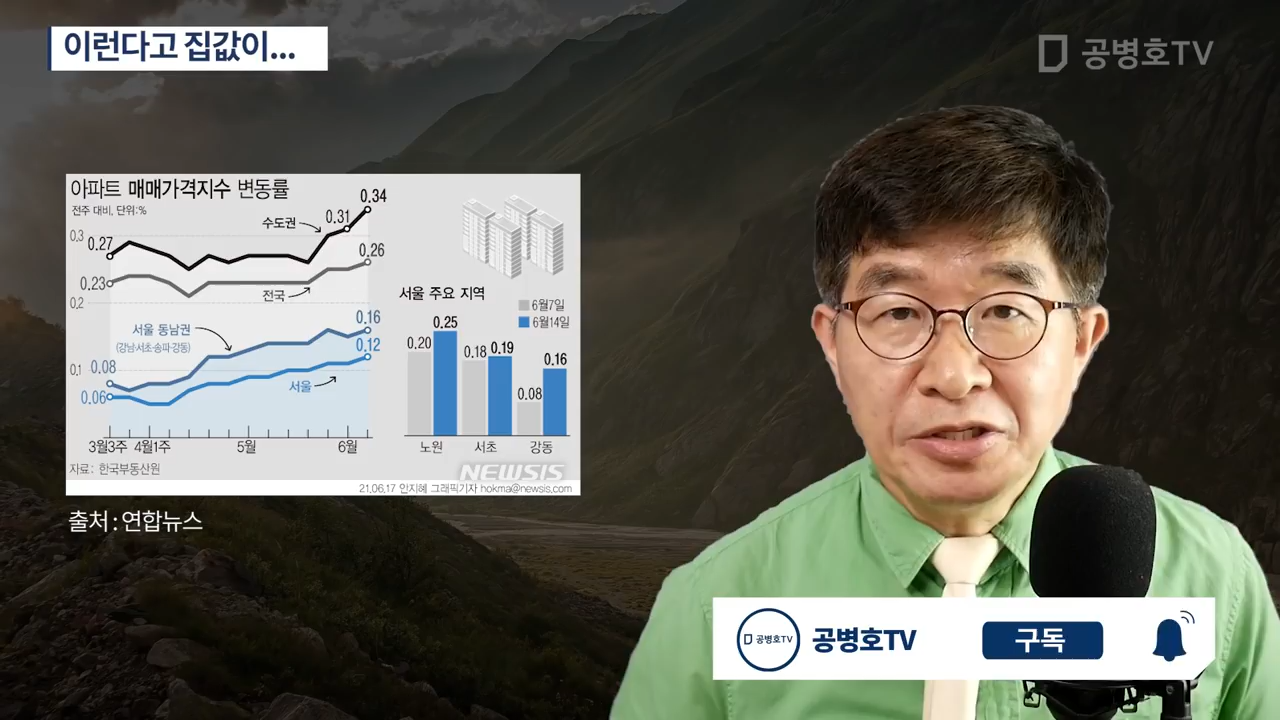 이런다고 집값이...
공병호TV
아파트 매매가격지수 변동률
전주 대비, 단위:%
0.3
0.2
0.1
0.27
0.31
0.34
수도권
0.23
0.26
전국
서울 동남권
(강남·서초·송파·강동)
0.08
0.16
0.06
0.12
서울
3월3주 4월1주 5월 6월
서울 주요 지역
6월7일
6월14일
0.20 0.25 0.18 0.19 0.08 0.16
노원 서초 강동
자료: 한국부동산원
NEWSIS
21.06.17 안지혜 그래픽기자 hokma@newsis.com
출처 : 연합뉴스
공병호TV
공병호TV
구독